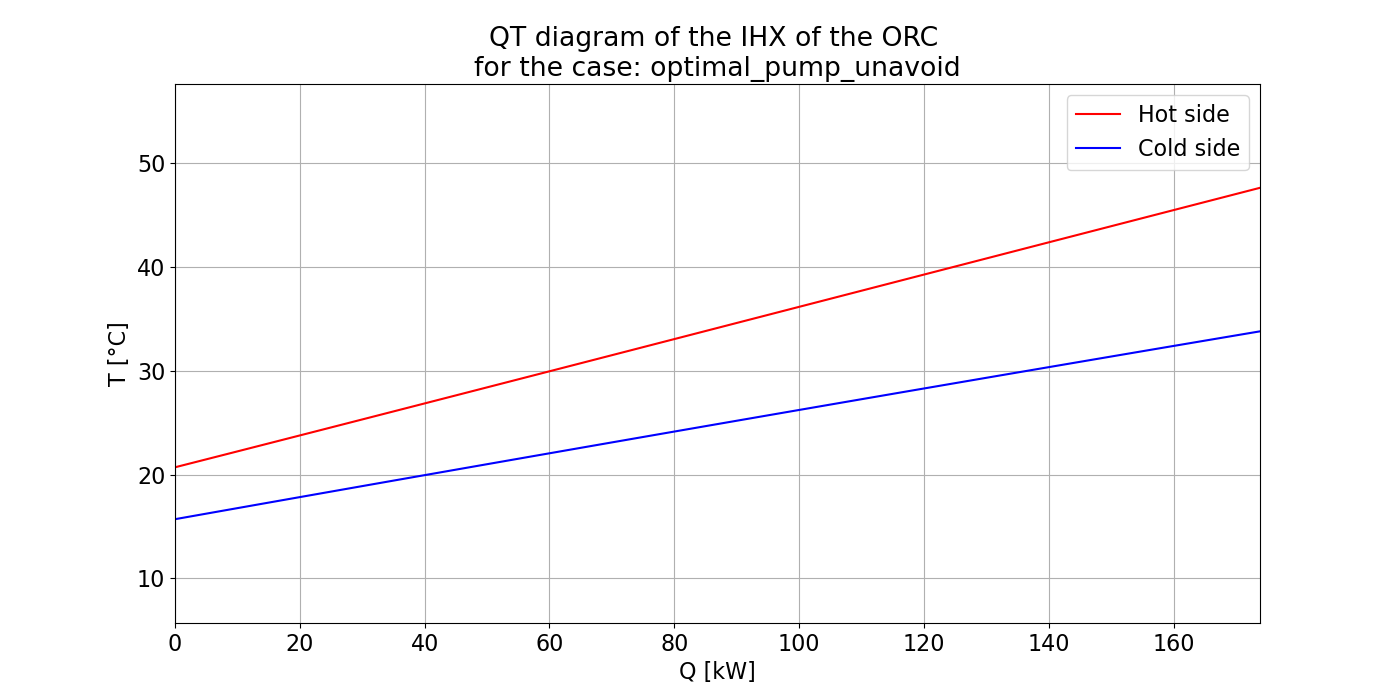 QT diagram of the IHX of the ORC
for the case: optimal_pump_unavoid
Hot side
Cold side
T [°C]
50
40
30
20
10
0 20 40 60 80 100 120 140 160
Q [kW]